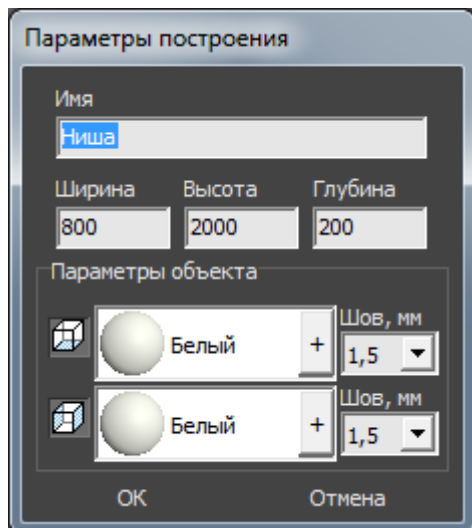 Параметры построения
Имя
Ниша
Ширина Высота Глубина
800 2000 200
Параметры объекта
Шов, мм
Белый + 1,5
Шов, мм
Белый + 1,5
OK Отмена